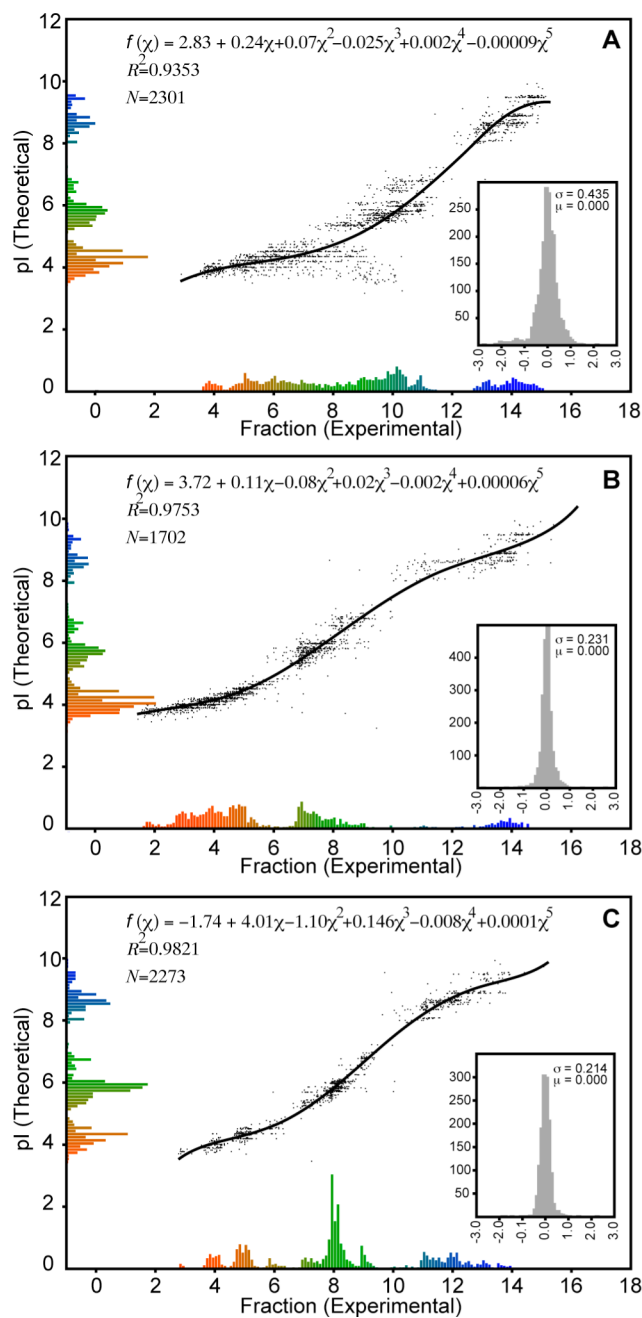 12
10
8
6
4
2
0
pI (Theoretical)
f (χ) = 2.83 + 0.24χ+0.07χ²−0.025χ³+0.002χ⁴−0.00009χ⁵
A
R²=0.9353
N=2301
σ = 0.435
μ = 0.000
250
200
150
100
50
-3.0 -2.0 -0.1 0.0 1.0 2.0 3.0
0 2 4 6 8 10 12 14 16 18
Fraction (Experimental)
12
10
8
6
4
2
0
pI (Theoretical)
f (χ) = 3.72 + 0.11χ−0.08χ²+0.02χ³−0.002χ⁴+0.00006χ⁵
B
R²=0.9753
N=1702
σ = 0.231
μ = 0.000
400
300
200
100
-3.0 -2.0 -0.1 0.0 1.0 2.0 3.0
0 2 4 6 8 10 12 14 16 18
Fraction (Experimental)
12
10
8
6
4
2
0
pI (Theoretical)
f (χ) = −1.74 + 4.01χ−1.10χ²+0.146χ³−0.008χ⁴+0.0001χ⁵
C
R²=0.9821
N=2273
σ = 0.214
μ = 0.000
300
250
200
150
100
50
-3.0 -2.0 -0.1 0.0 1.0 2.0 3.0
0 2 4 6 8 10 12 14 16 18
Fraction (Experimental)